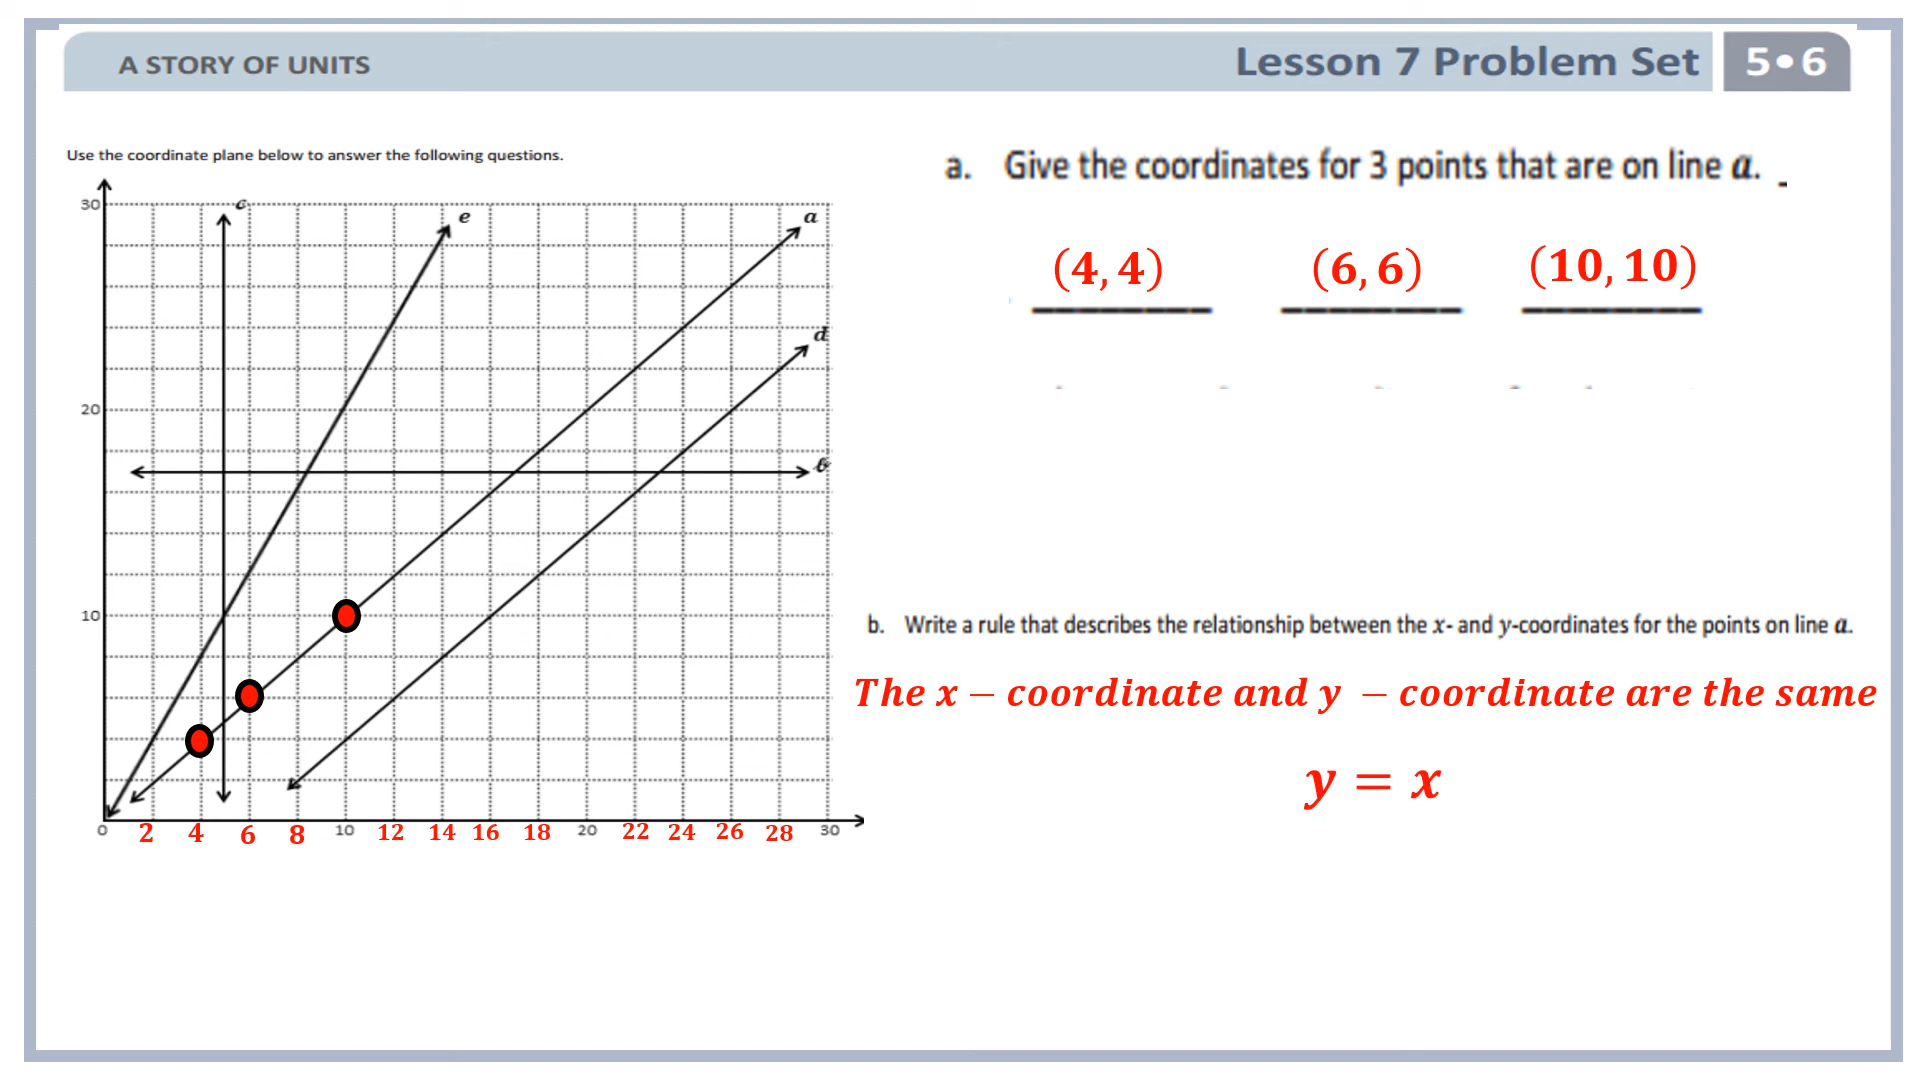 A STORY OF UNITS
Lesson 7 Problem Set 5•6
Use the coordinate plane below to answer the following questions.
a. Give the coordinates for 3 points that are on line a.
(4, 4) (6, 6) (10, 10)
30
c
e
a
d
20
b
10
0 2 4 6 8 10 12 14 16 18 20 22 24 26 28 30
b. Write a rule that describes the relationship between the x- and y-coordinates for the points on line a.
The x − coordinate and y − coordinate are the same
y = x